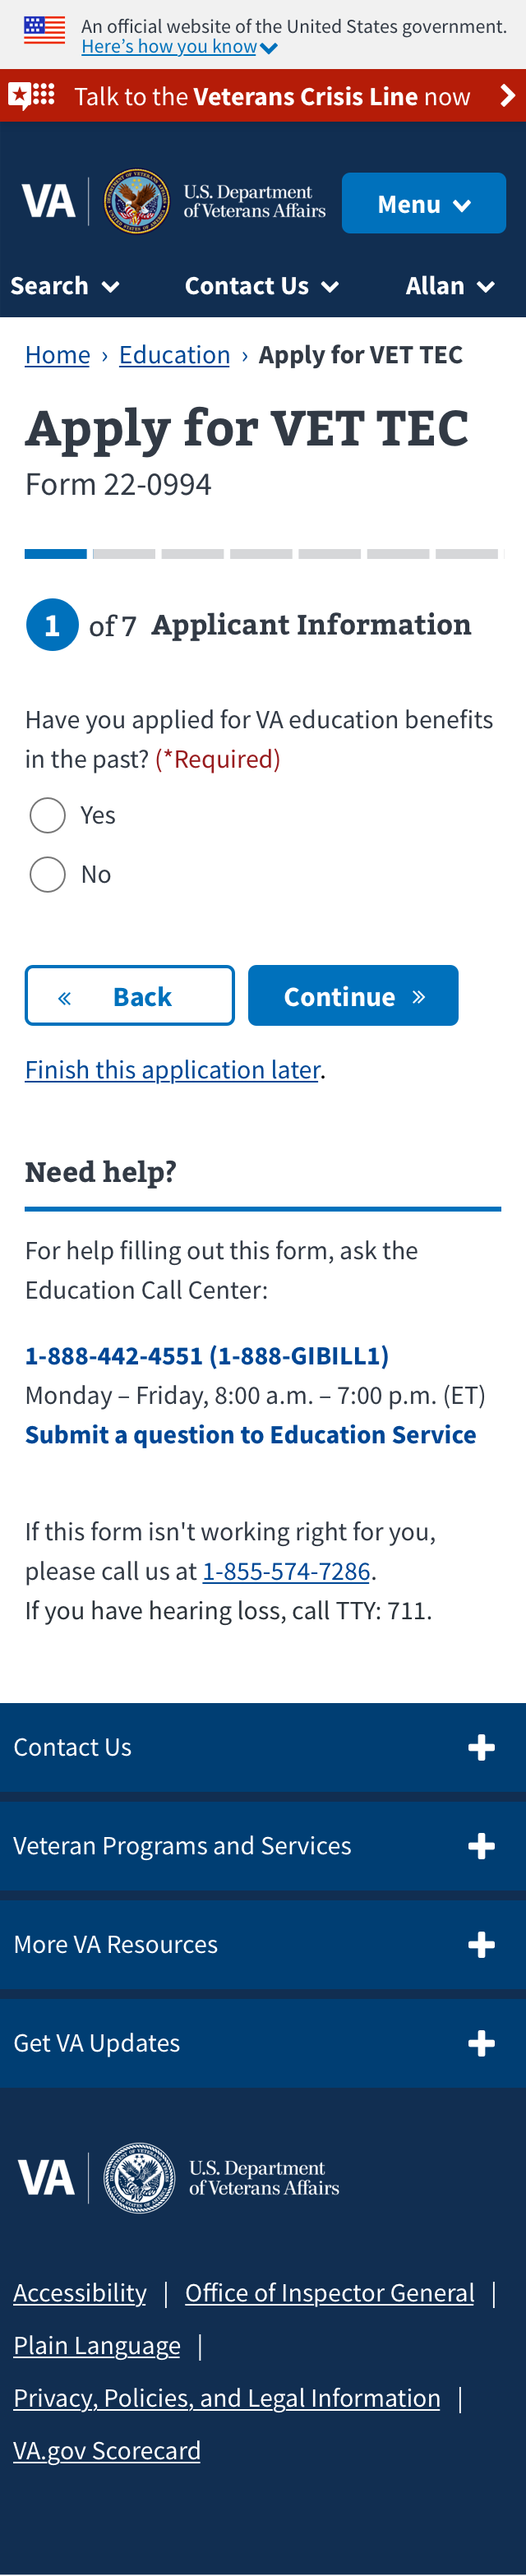 An official website of the United States government.
Here’s how you know
Talk to the Veterans Crisis Line now
VA
U.S. Department
of Veterans Affairs
Menu
Search
Contact Us
Allan
Home › Education › Apply for VET TEC
Apply for VET TEC
Form 22-0994
1 of 7 Applicant Information
Have you applied for VA education benefits
in the past? (*Required)
Yes
No
« Back
Continue »
Finish this application later.
Need help?
For help filling out this form, ask the
Education Call Center:
1-888-442-4551 (1-888-GIBILL1)
Monday – Friday, 8:00 a.m. – 7:00 p.m. (ET)
Submit a question to Education Service
If this form isn't working right for you,
please call us at 1-855-574-7286.
If you have hearing loss, call TTY: 711.
Contact Us
Veteran Programs and Services
More VA Resources
Get VA Updates
VA
U.S. Department
of Veterans Affairs
Accessibility | Office of Inspector General |
Plain Language |
Privacy, Policies, and Legal Information |
VA.gov Scorecard